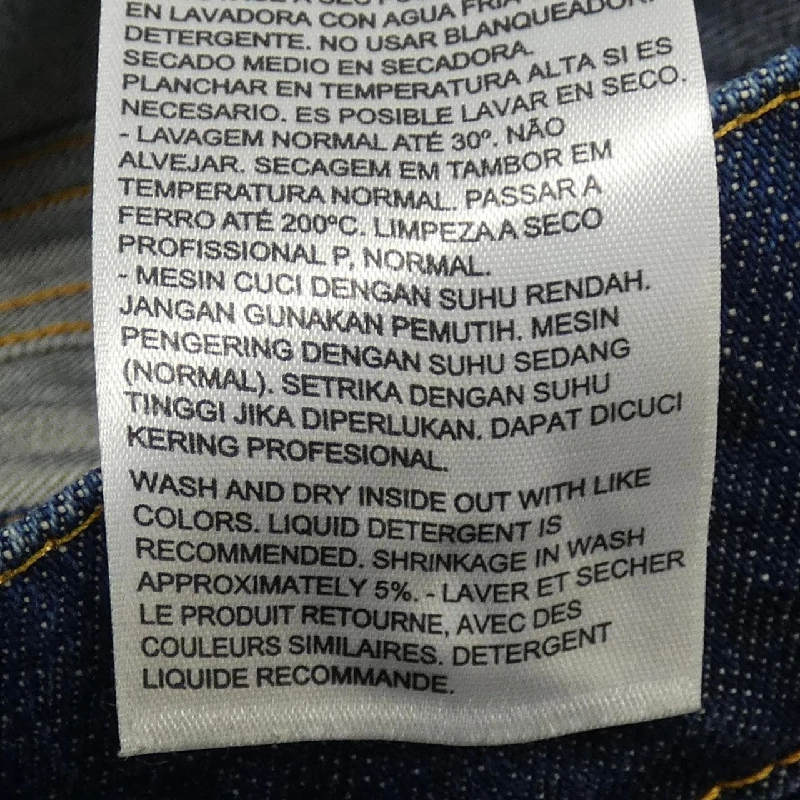 EN LAVADORA CON AGUA FRIA
DETERGENTE. NO USAR BLANQUEADOR.
SECADO MEDIO EN SECADORA.
PLANCHAR EN TEMPERATURA ALTA SI ES
NECESARIO. ES POSIBLE LAVAR EN SECO.
- LAVAGEM NORMAL ATÉ 30º. NÃO
ALVEJAR. SECAGEM EM TAMBOR EM
TEMPERATURA NORMAL. PASSAR A
FERRO ATÉ 200ºC. LIMPEZA A SECO
PROFISSIONAL P, NORMAL.
- MESIN CUCI DENGAN SUHU RENDAH.
JANGAN GUNAKAN PEMUTIH. MESIN
PENGERING DENGAN SUHU SEDANG
(NORMAL). SETRIKA DENGAN SUHU
TINGGI JIKA DIPERLUKAN. DAPAT DICUCI
KERING PROFESIONAL.
WASH AND DRY INSIDE OUT WITH LIKE
COLORS. LIQUID DETERGENT IS
RECOMMENDED. SHRINKAGE IN WASH
APPROXIMATELY 5%. - LAVER ET SECHER
LE PRODUIT RETOURNE, AVEC DES
COULEURS SIMILAIRES. DETERGENT
LIQUIDE RECOMMANDE.